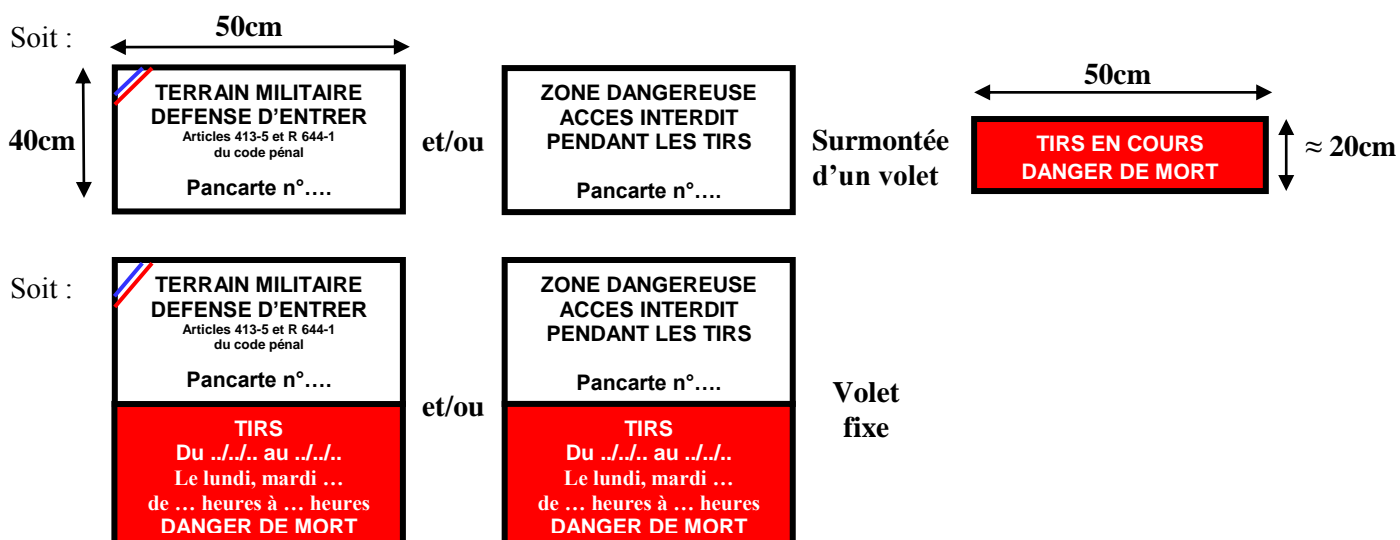 Soit :
50cm
40cm
TERRAIN MILITAIRE
DEFENSE D'ENTRER
Articles 413-5 et R 644-1
du code pénal
Pancarte n°....
et/ou
ZONE DANGEREUSE
ACCES INTERDIT
PENDANT LES TIRS
Pancarte n°....
Surmontée
d'un volet
50cm
TIRS EN COURS
DANGER DE MORT
≈ 20cm
Soit :
TERRAIN MILITAIRE
DEFENSE D'ENTRER
Articles 413-5 et R 644-1
du code pénal
Pancarte n°....
TIRS
Du ../../.. au ../../..
Le lundi, mardi …
de … heures à … heures
DANGER DE MORT
et/ou
ZONE DANGEREUSE
ACCES INTERDIT
PENDANT LES TIRS
Pancarte n°....
TIRS
Du ../../.. au ../../..
Le lundi, mardi …
de … heures à … heures
DANGER DE MORT
Volet
fixe